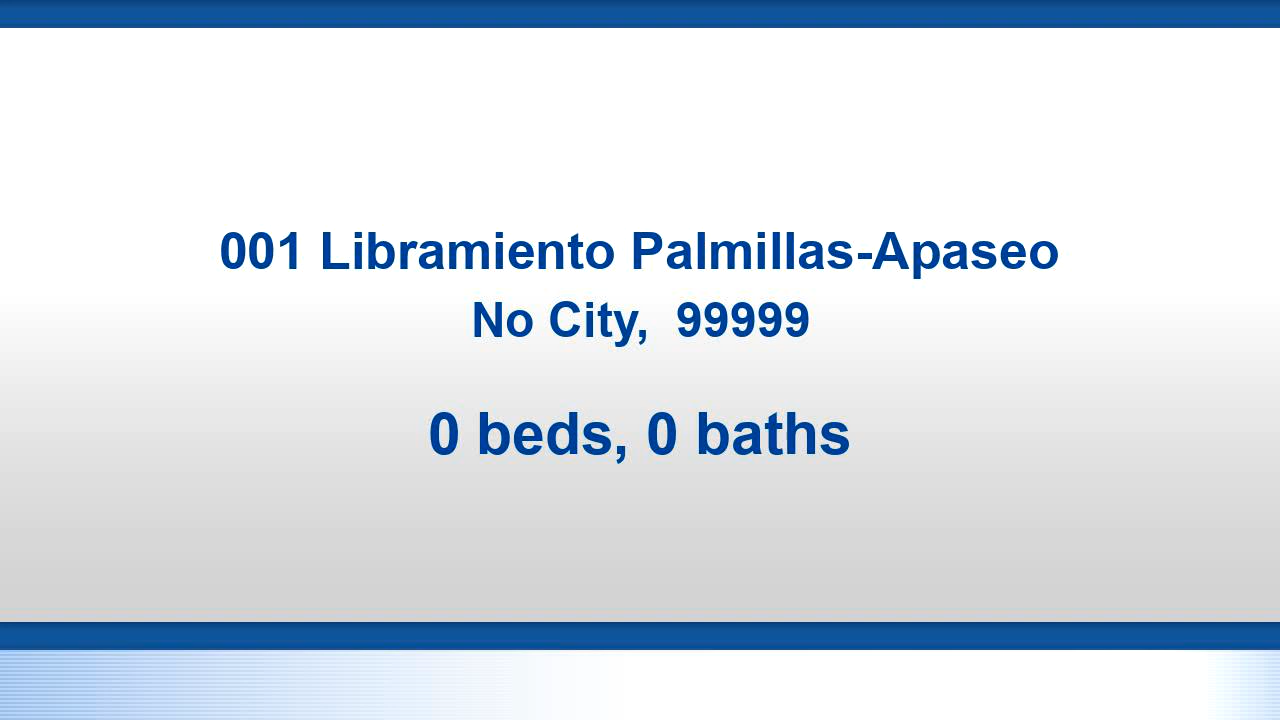 001 Libramiento Palmillas-Apaseo
No City,  99999
0 beds, 0 baths